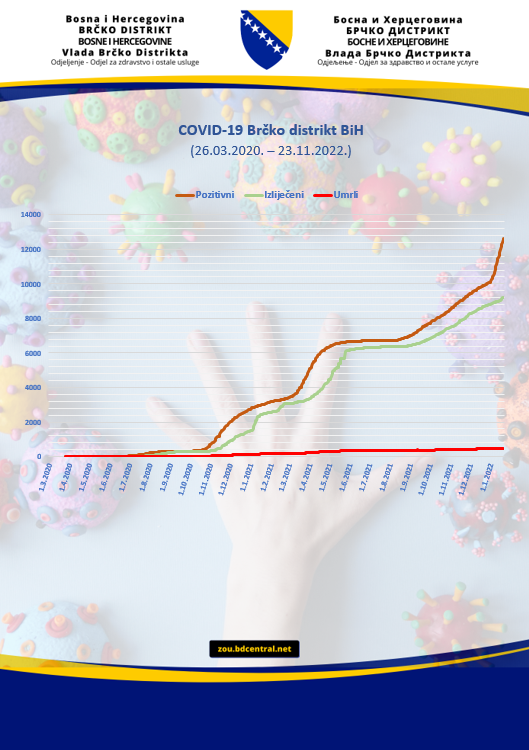 Bosna i Hercegovina
BRČKO DISTRIKT
BOSNE I HERCEGOVINE
Vlada Brčko Distrikta
Odjeljenje - Odjel za zdravstvo i ostale usluge
Босна и Херцеговина
БРЧКО ДИСТРИКТ
БОСНЕ И ХЕРЦЕГОВИНЕ
Влада Брчко Дистрикта
Одјељење - Одјел за здравство и остале услуге
COVID-19 Brčko distrikt BiH
(26.03.2020. – 23.11.2022.)
Pozitivni Izliječeni Umrli
14000
12000
10000
8000
6000
4000
2000
0
1.3.2020 1.4.2020 1.5.2020 1.6.2020 1.7.2020 1.8.2020 1.9.2020 1.10.2020 1.11.2020 1.12.2020 1.1.2021 1.2.2021 1.3.2021 1.4.2021 1.5.2021 1.6.2021 1.7.2021 1.8.2021 1.9.2021 1.10.2021 1.11.2021 1.12.2021 1.1.2022
zou.bdcentral.net